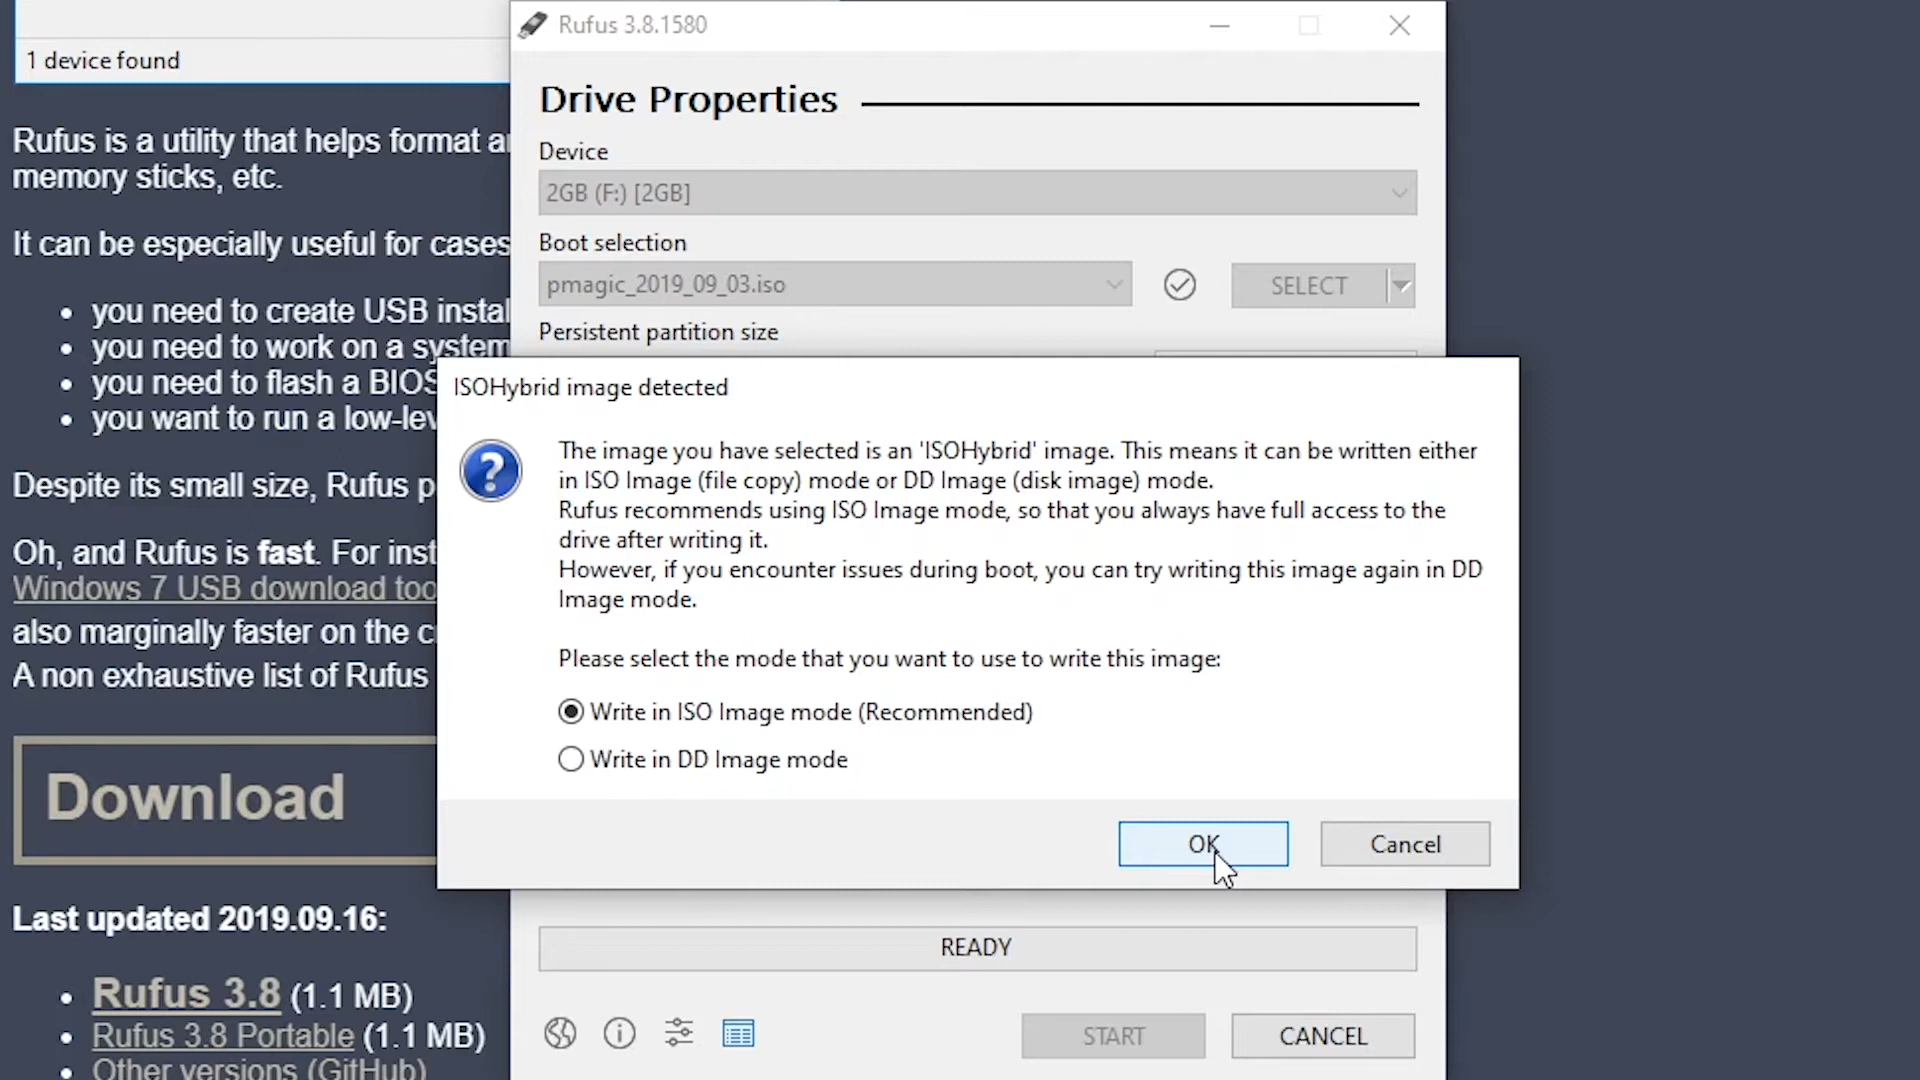 1 device found
Rufus is a utility that helps format a
memory sticks, etc.
It can be especially useful for cases
• you need to create USB instal
• you need to work on a system
• you need to flash a BIOS
• you want to run a low-lev
Despite its small size, Rufus p
Oh, and Rufus is fast. For inst
Windows 7 USB download too
also marginally faster on the c
A non exhaustive list of Rufus
Download
Last updated 2019.09.16:
• Rufus 3.8 (1.1 MB)
• Rufus 3.8 Portable (1.1 MB)
• Other versions (GitHub)
Rufus 3.8.1580
Drive Properties
Device
2GB (F:) [2GB]
Boot selection
pmagic_2019_09_03.iso
SELECT
Persistent partition size
ISOHybrid image detected
The image you have selected is an 'ISOHybrid' image. This means it can be written either
in ISO Image (file copy) mode or DD Image (disk image) mode.
Rufus recommends using ISO Image mode, so that you always have full access to the
drive after writing it.
However, if you encounter issues during boot, you can try writing this image again in DD
Image mode.
Please select the mode that you want to use to write this image:
Write in ISO Image mode (Recommended)
Write in DD Image mode
OK
Cancel
READY
START
CANCEL